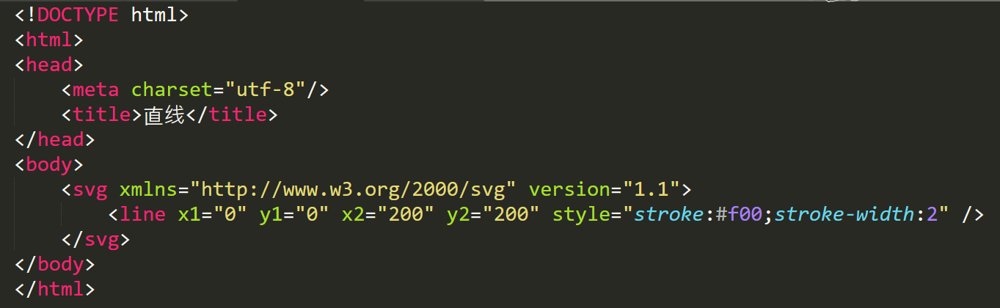 <!DOCTYPE html>
<html>
<head>
    <meta charset="utf-8"/>
    <title>直线</title>
</head>
<body>
    <svg xmlns="http://www.w3.org/2000/svg" version="1.1">
        <line x1="0" y1="0" x2="200" y2="200" style="stroke:#f00;stroke-width:2" />
    </svg>
</body>
</html>